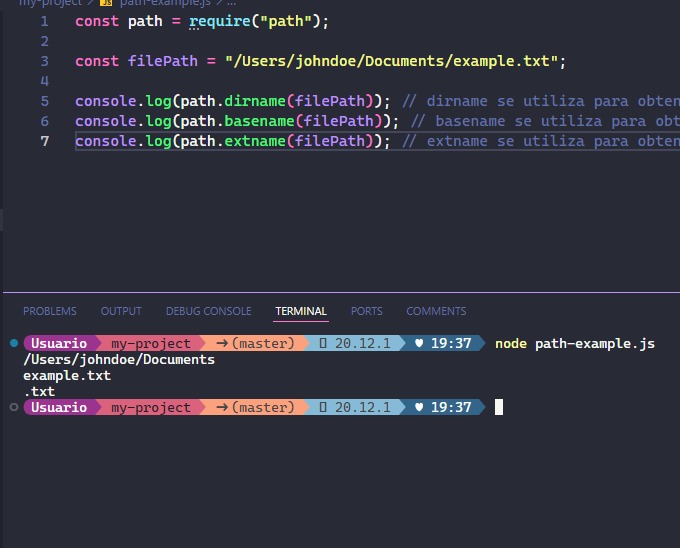 my-project > JS path-example.js > ...
1 const path = require("path");
2
3 const filePath = "/Users/johndoe/Documents/example.txt";
4
5 console.log(path.dirname(filePath)); // dirname se utiliza para obten
6 console.log(path.basename(filePath)); // basename se utiliza para obt
7 console.log(path.extname(filePath)); // extname se utiliza para obten
PROBLEMS OUTPUT DEBUG CONSOLE TERMINAL PORTS COMMENTS
Usuario my-project →(master) 20.12.1 ♥ 19:37 node path-example.js
/Users/johndoe/Documents
example.txt
.txt
Usuario my-project →(master) 20.12.1 ♥ 19:37